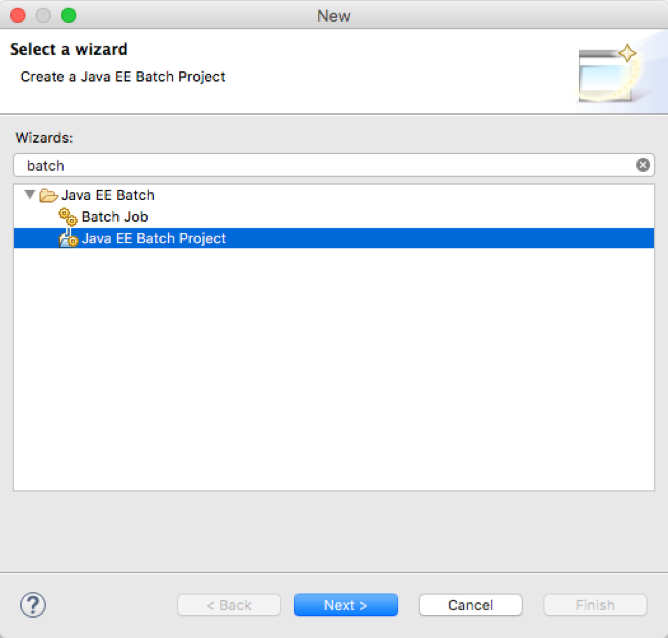 New
Select a wizard
Create a Java EE Batch Project
Wizards:
batch
Java EE Batch
Batch Job
Java EE Batch Project
?
< Back
Next >
Cancel
Finish